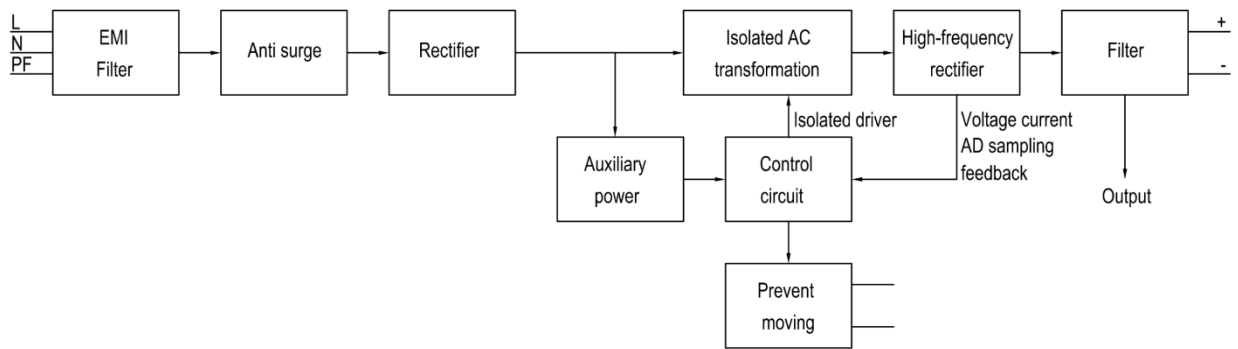 L
N
PF
EMI
Filter
Anti surge
Rectifier
Isolated AC
transformation
High-frequency
rectifier
Filter
+
-
Isolated driver
Voltage current
AD sampling
feedback
Auxiliary
power
Control
circuit
Output
Prevent
moving